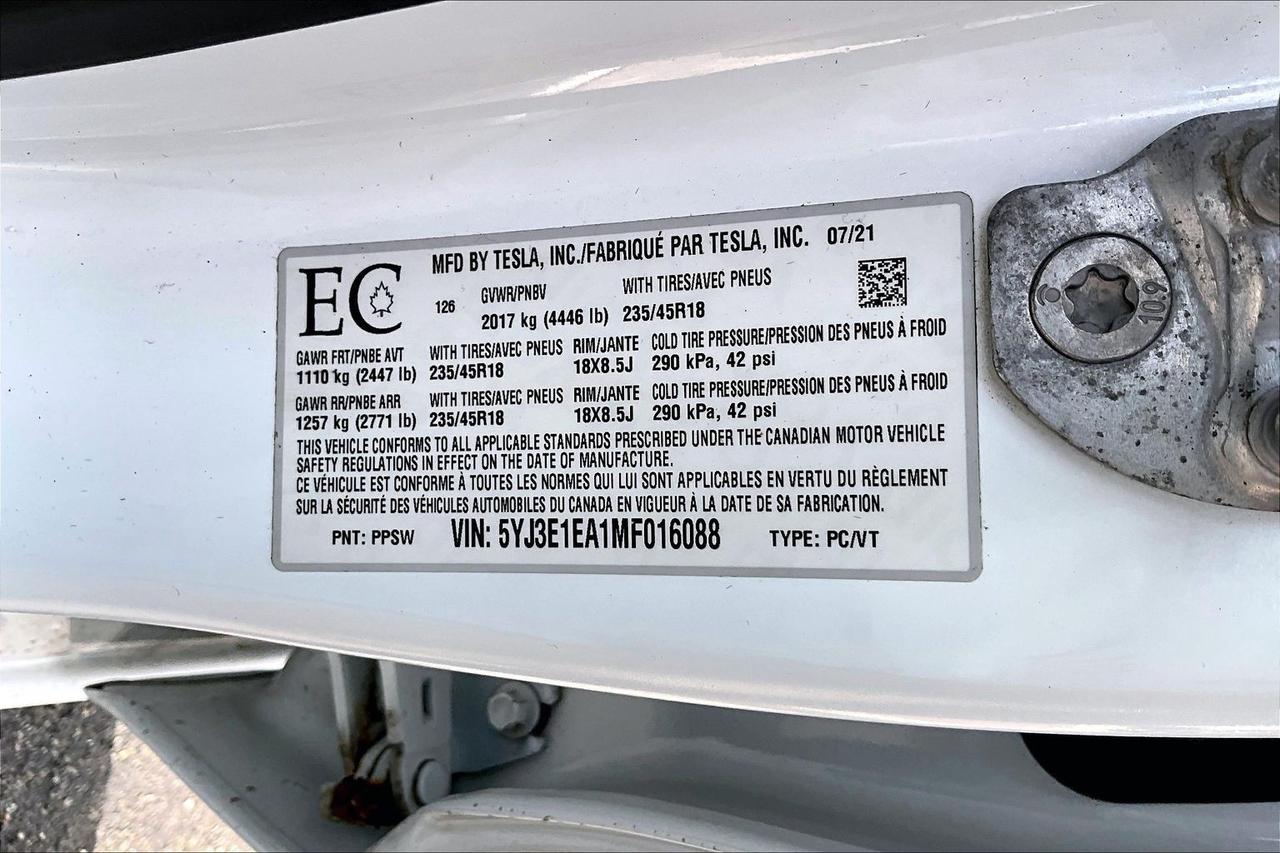 MFD BY TESLA, INC./FABRIQUÉ PAR TESLA, INC. 07/21
EC
126
GVWR/PNBV WITH TIRES/AVEC PNEUS
2017 kg (4446 lb) 235/45R18
GAWR FRT/PNBE AVT WITH TIRES/AVEC PNEUS RIM/JANTE COLD TIRE PRESSURE/PRESSION DES PNEUS À FROID
1110 kg (2447 lb) 235/45R18 18X8.5J 290 kPa, 42 psi
GAWR RR/PNBE ARR WITH TIRES/AVEC PNEUS RIM/JANTE COLD TIRE PRESSURE/PRESSION DES PNEUS À FROID
1257 kg (2771 lb) 235/45R18 18X8.5J 290 kPa, 42 psi
THIS VEHICLE CONFORMS TO ALL APPLICABLE STANDARDS PRESCRIBED UNDER THE CANADIAN MOTOR VEHICLE
SAFETY REGULATIONS IN EFFECT ON THE DATE OF MANUFACTURE.
CE VÉHICULE EST CONFORME À TOUTES LES NORMES QUI LUI SONT APPLICABLES EN VERTU DU RÈGLEMENT
SUR LA SÉCURITÉ DES VÉHICULES AUTOMOBILES DU CANADA EN VIGUEUR À LA DATE DE SA FABRICATION.
PNT: PPSW VIN: 5YJ3E1EA1MF016088 TYPE: PC/VT
10.9